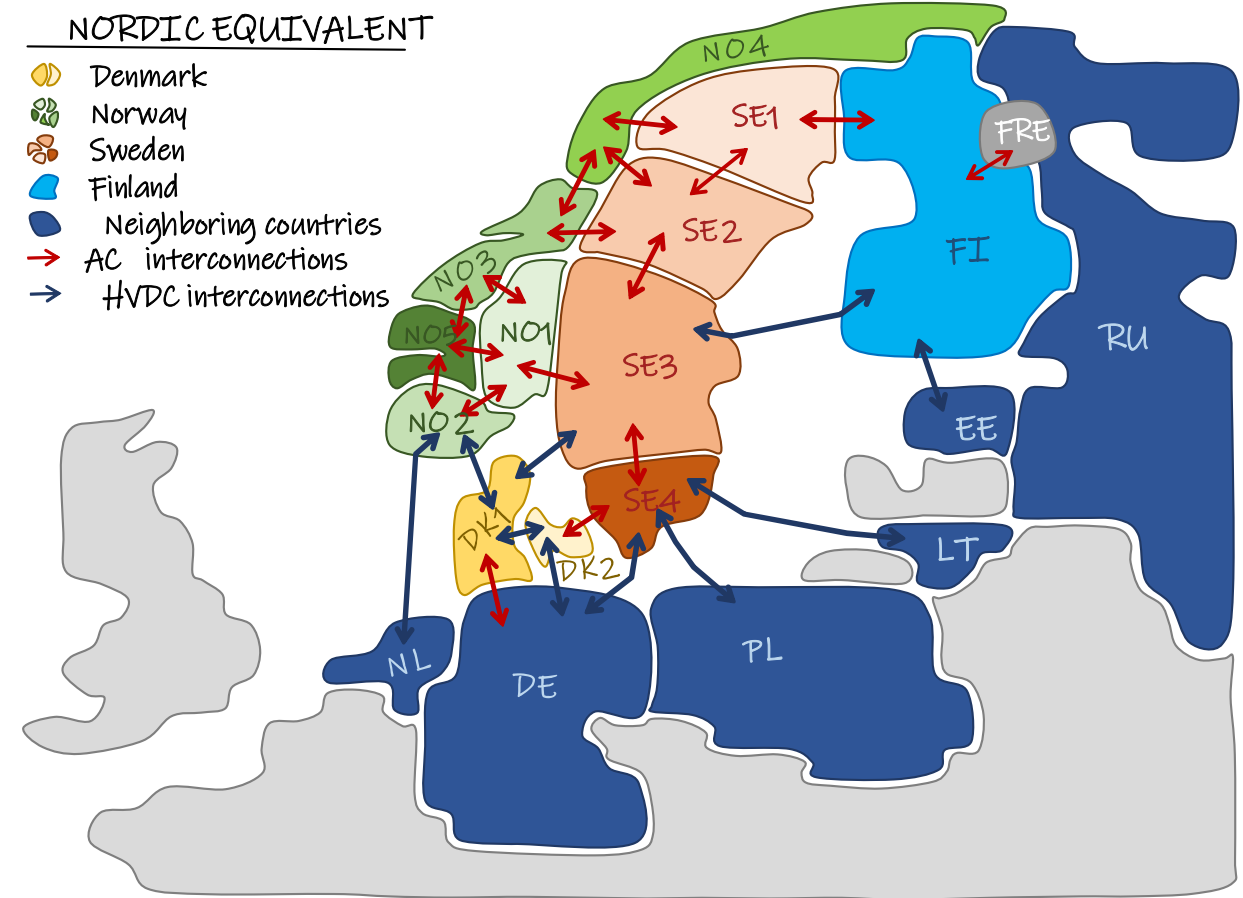 NORDIC EQUIVALENT
Denmark
Norway
Sweden
Finland
Neighboring countries
AC interconnections
HVDC interconnections
NO4
SE1
FRE
SE2
FI
NO3
NO5
NO1
RU
SE3
NO2
EE
SE4
DK1
LT
DK2
PL
NL
DE